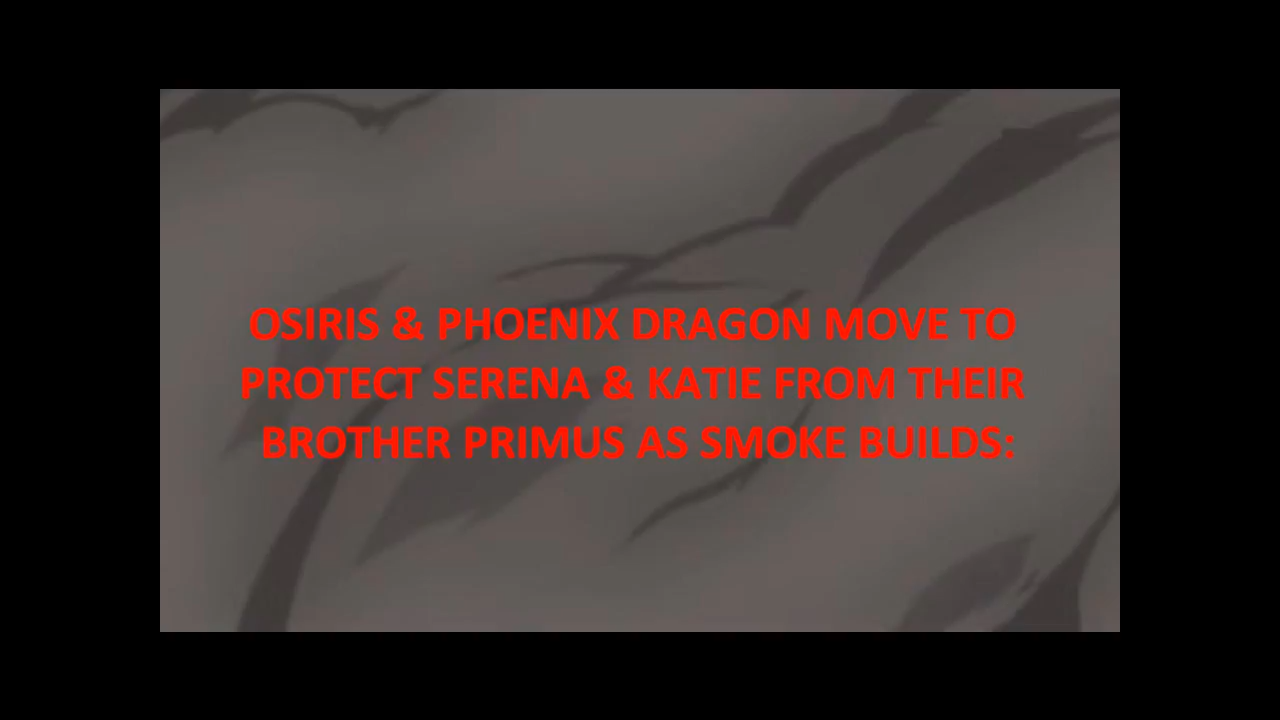 OSIRIS & PHOENIX DRAGON MOVE TO
PROTECT SERENA & KATIE FROM THEIR
BROTHER PRIMUS AS SMOKE BUILDS: